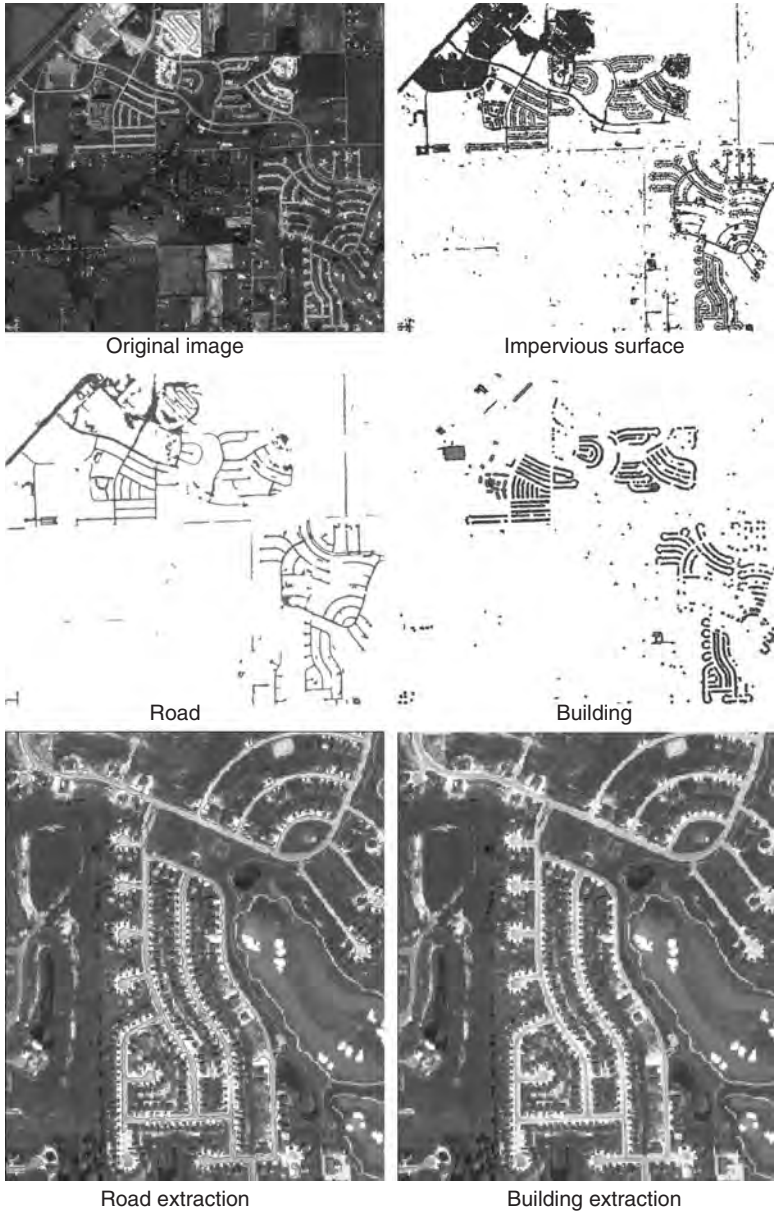 Original image
Impervious surface
Road
Building
Road extraction
Building extraction